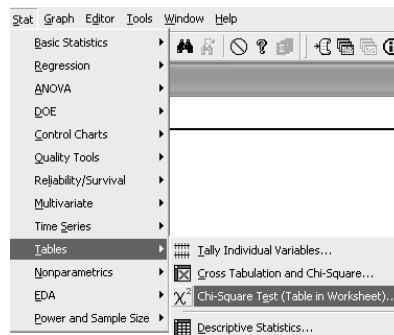 Stat Graph Editor Tools Window Help
Basic Statistics
Regression
ANOVA
DOE
Control Charts
Quality Tools
Reliability/Survival
Multivariate
Time Series
Tables
Nonparametrics
EDA
Power and Sample Size
Tally Individual Variables...
Cross Tabulation and Chi-Square...
χ² Chi-Square Test (Table in Worksheet)...
Descriptive Statistics...